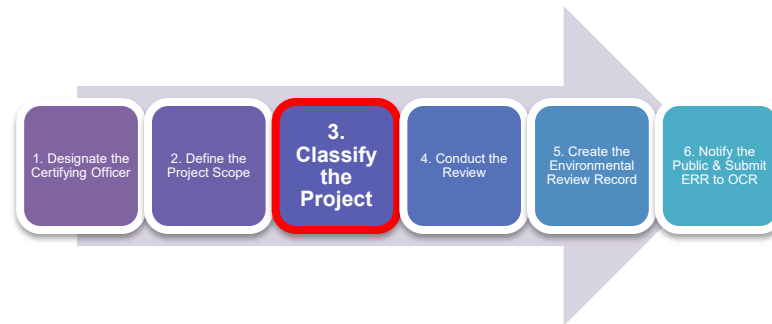 1. Designate the
Certifying Officer
2. Define the
Project Scope
3.
Classify
the
Project
4. Conduct the
Review
5. Create the
Environmental
Review Record
6. Notify the
Public & Submit
ERR to OCR